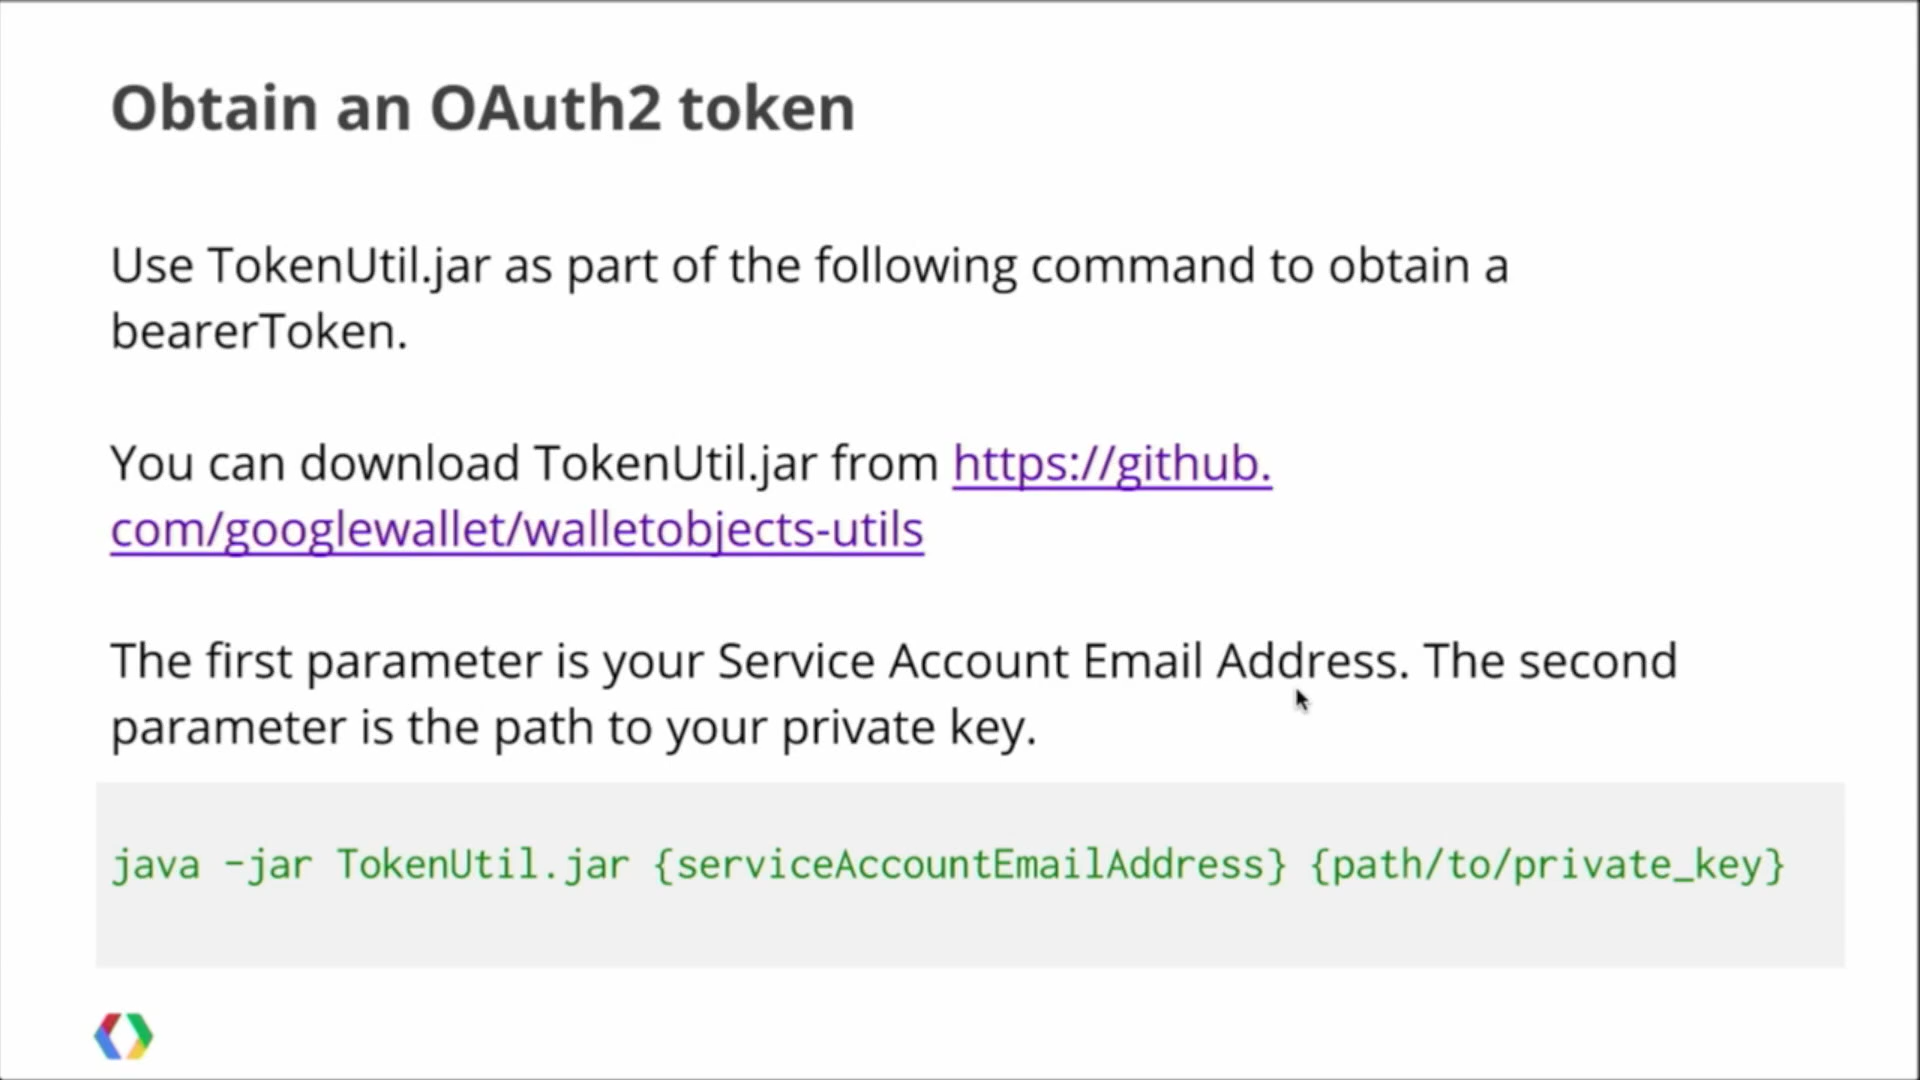 Obtain an OAuth2 token
Use TokenUtil.jar as part of the following command to obtain a
bearerToken.
You can download TokenUtil.jar from https://github.
com/googlewallet/walletobjects-utils
The first parameter is your Service Account Email Address. The second
parameter is the path to your private key.
java -jar TokenUtil.jar {serviceAccountEmailAddress} {path/to/private_key}